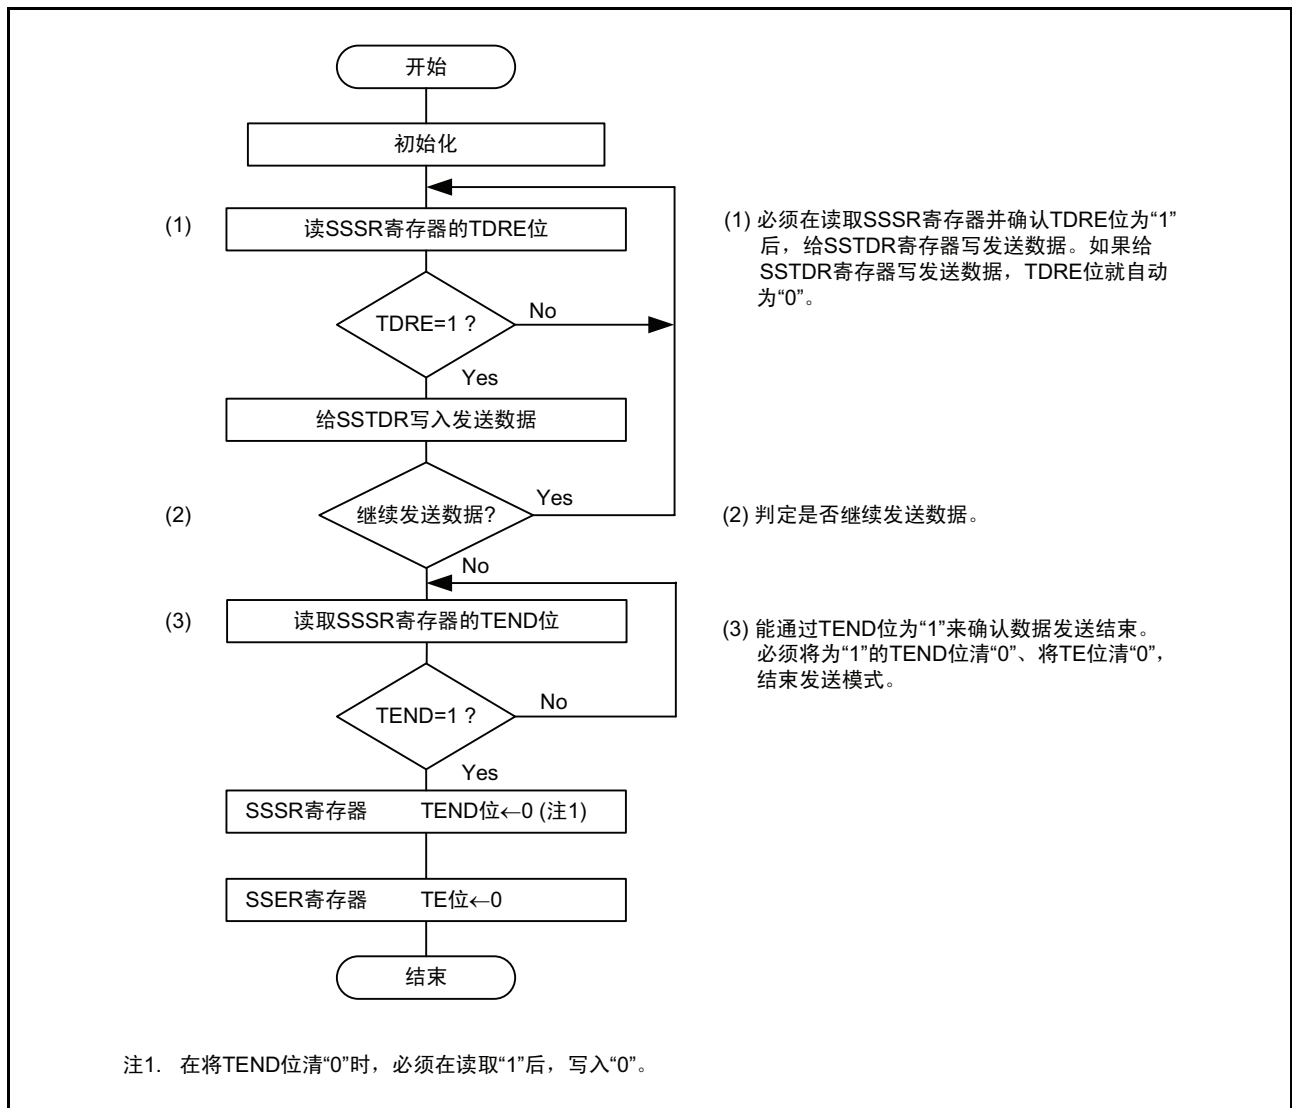 开始
初始化
(1) 读SSSR寄存器的TDRE位
(1) 必须在读取SSSR寄存器并确认TDRE位为“1”
后，给SSTDR寄存器写发送数据。如果给
SSTDR寄存器写发送数据，TDRE位就自动
为“0”。
TDRE=1 ?
No
Yes
给SSTDR写入发送数据
(2) 继续发送数据?
Yes
(2) 判定是否继续发送数据。
No
(3) 读取SSSR寄存器的TEND位
(3) 能通过TEND位为“1”来确认数据发送结束。
必须将为“1”的TEND位清“0”、将TE位清“0”，
结束发送模式。
TEND=1 ?
No
Yes
SSSR寄存器 TEND位←0 (注1)
SSER寄存器 TE位←0
结束
注1. 在将TEND位清“0”时，必须在读取“1”后，写入“0”。